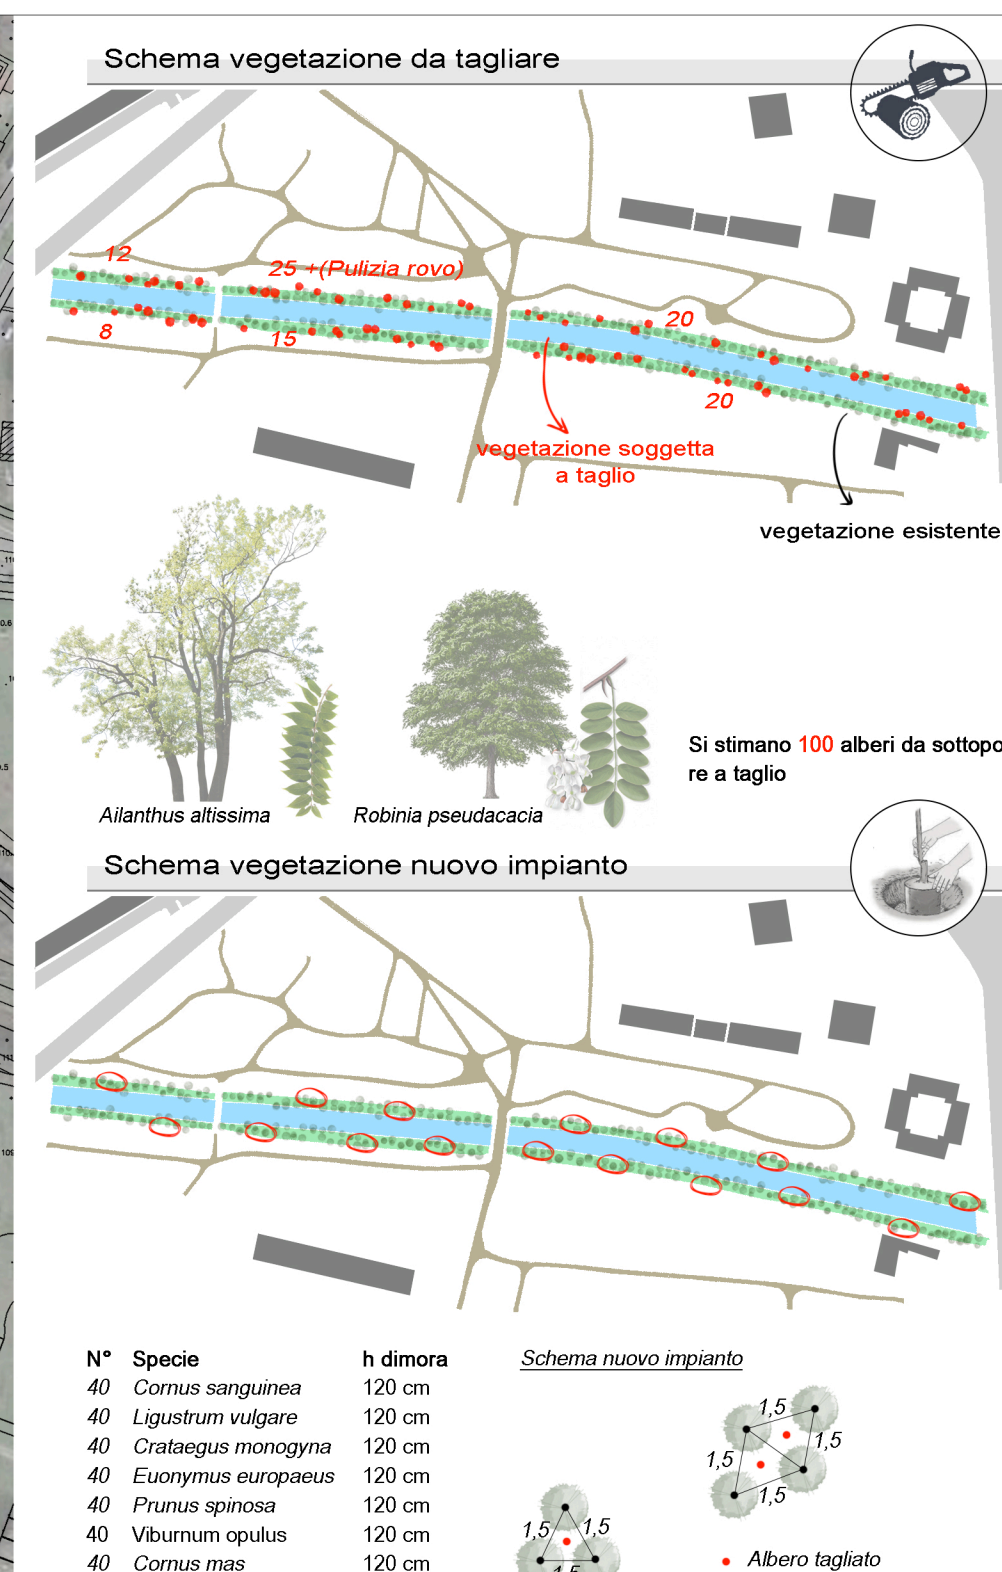 Schema vegetazione da tagliare
12
25 +(Pulizia rovo)
8
15
20
20
vegetazione soggetta
a taglio
vegetazione esistente
Si stimano 100 alberi da sottopo
re a taglio
Ailanthus altissima
Robinia pseudacacia
Schema vegetazione nuovo impianto
N° Specie h dimora
40 Cornus sanguinea 120 cm
40 Ligustrum vulgare 120 cm
40 Crataegus monogyna 120 cm
40 Euonymus europaeus 120 cm
40 Prunus spinosa 120 cm
40 Viburnum opulus 120 cm
40 Cornus mas 120 cm
Schema nuovo impianto
1,5
1,5
1,5
1,5
1,5 1,5
1,5
Albero tagliato